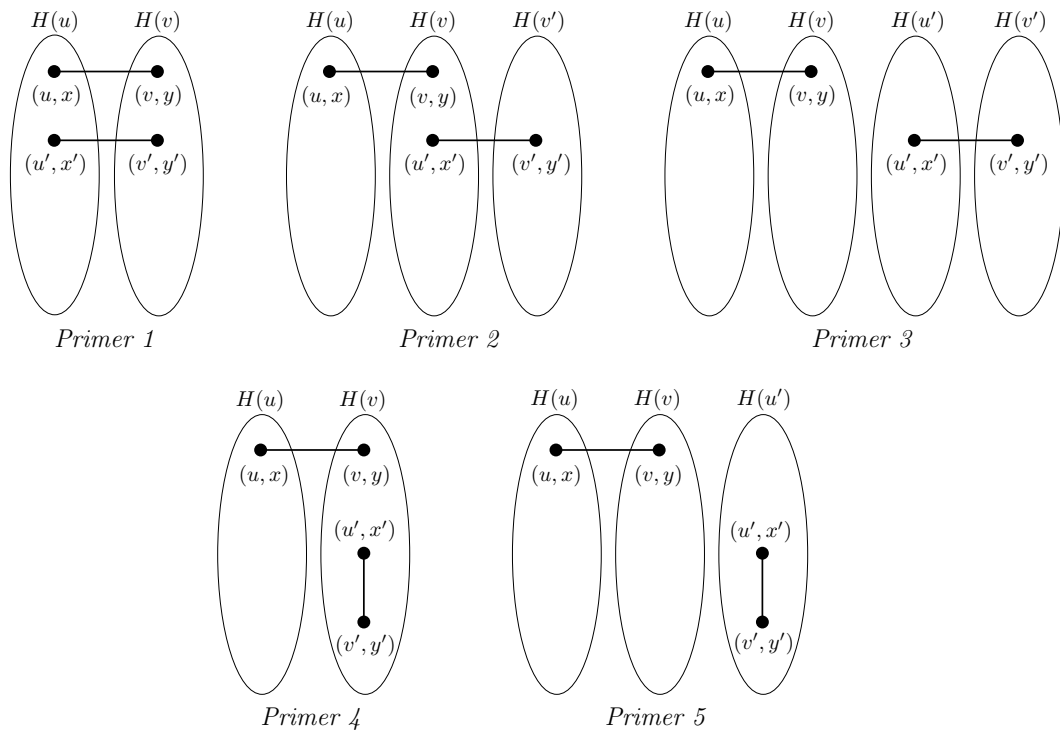 H(u) H(v) H(u) H(v) H(v′) H(u) H(v) H(u′) H(v′)
(u, x) (v, y) (u, x) (v, y) (u, x) (v, y)
(u′, x′) (v′, y′) (u′, x′) (v′, y′) (u′, x′) (v′, y′)
Primer 1 Primer 2 Primer 3
H(u) H(v) H(u) H(v) H(u′)
(u, x) (v, y) (u, x) (v, y)
(u′, x′) (u′, x′)
(v′, y′) (v′, y′)
Primer 4 Primer 5